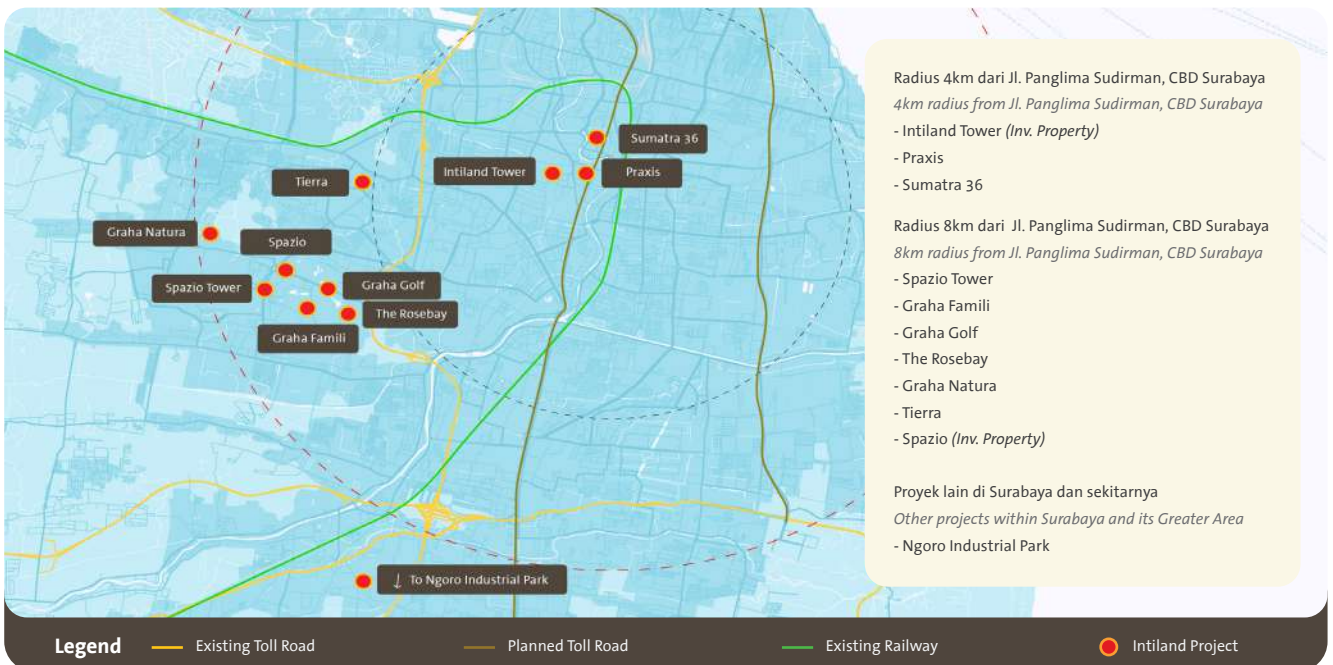 Sumatra 36
Intiland Tower
Praxis
Tierra
Graha Natura
Spazio
Spazio Tower
Graha Golf
The Rosebay
Graha Famili
↓ To Ngoro Industrial Park
Radius 4km dari Jl. Panglima Sudirman, CBD Surabaya
4km radius from Jl. Panglima Sudirman, CBD Surabaya
- Intiland Tower (Inv. Property)
- Praxis
- Sumatra 36
Radius 8km dari Jl. Panglima Sudirman, CBD Surabaya
8km radius from Jl. Panglima Sudirman, CBD Surabaya
- Spazio Tower
- Graha Famili
- Graha Golf
- The Rosebay
- Graha Natura
- Tierra
- Spazio (Inv. Property)
Proyek lain di Surabaya dan sekitarnya
Other projects within Surabaya and its Greater Area
- Ngoro Industrial Park
Legend
Existing Toll Road
Planned Toll Road
Existing Railway
Intiland Project